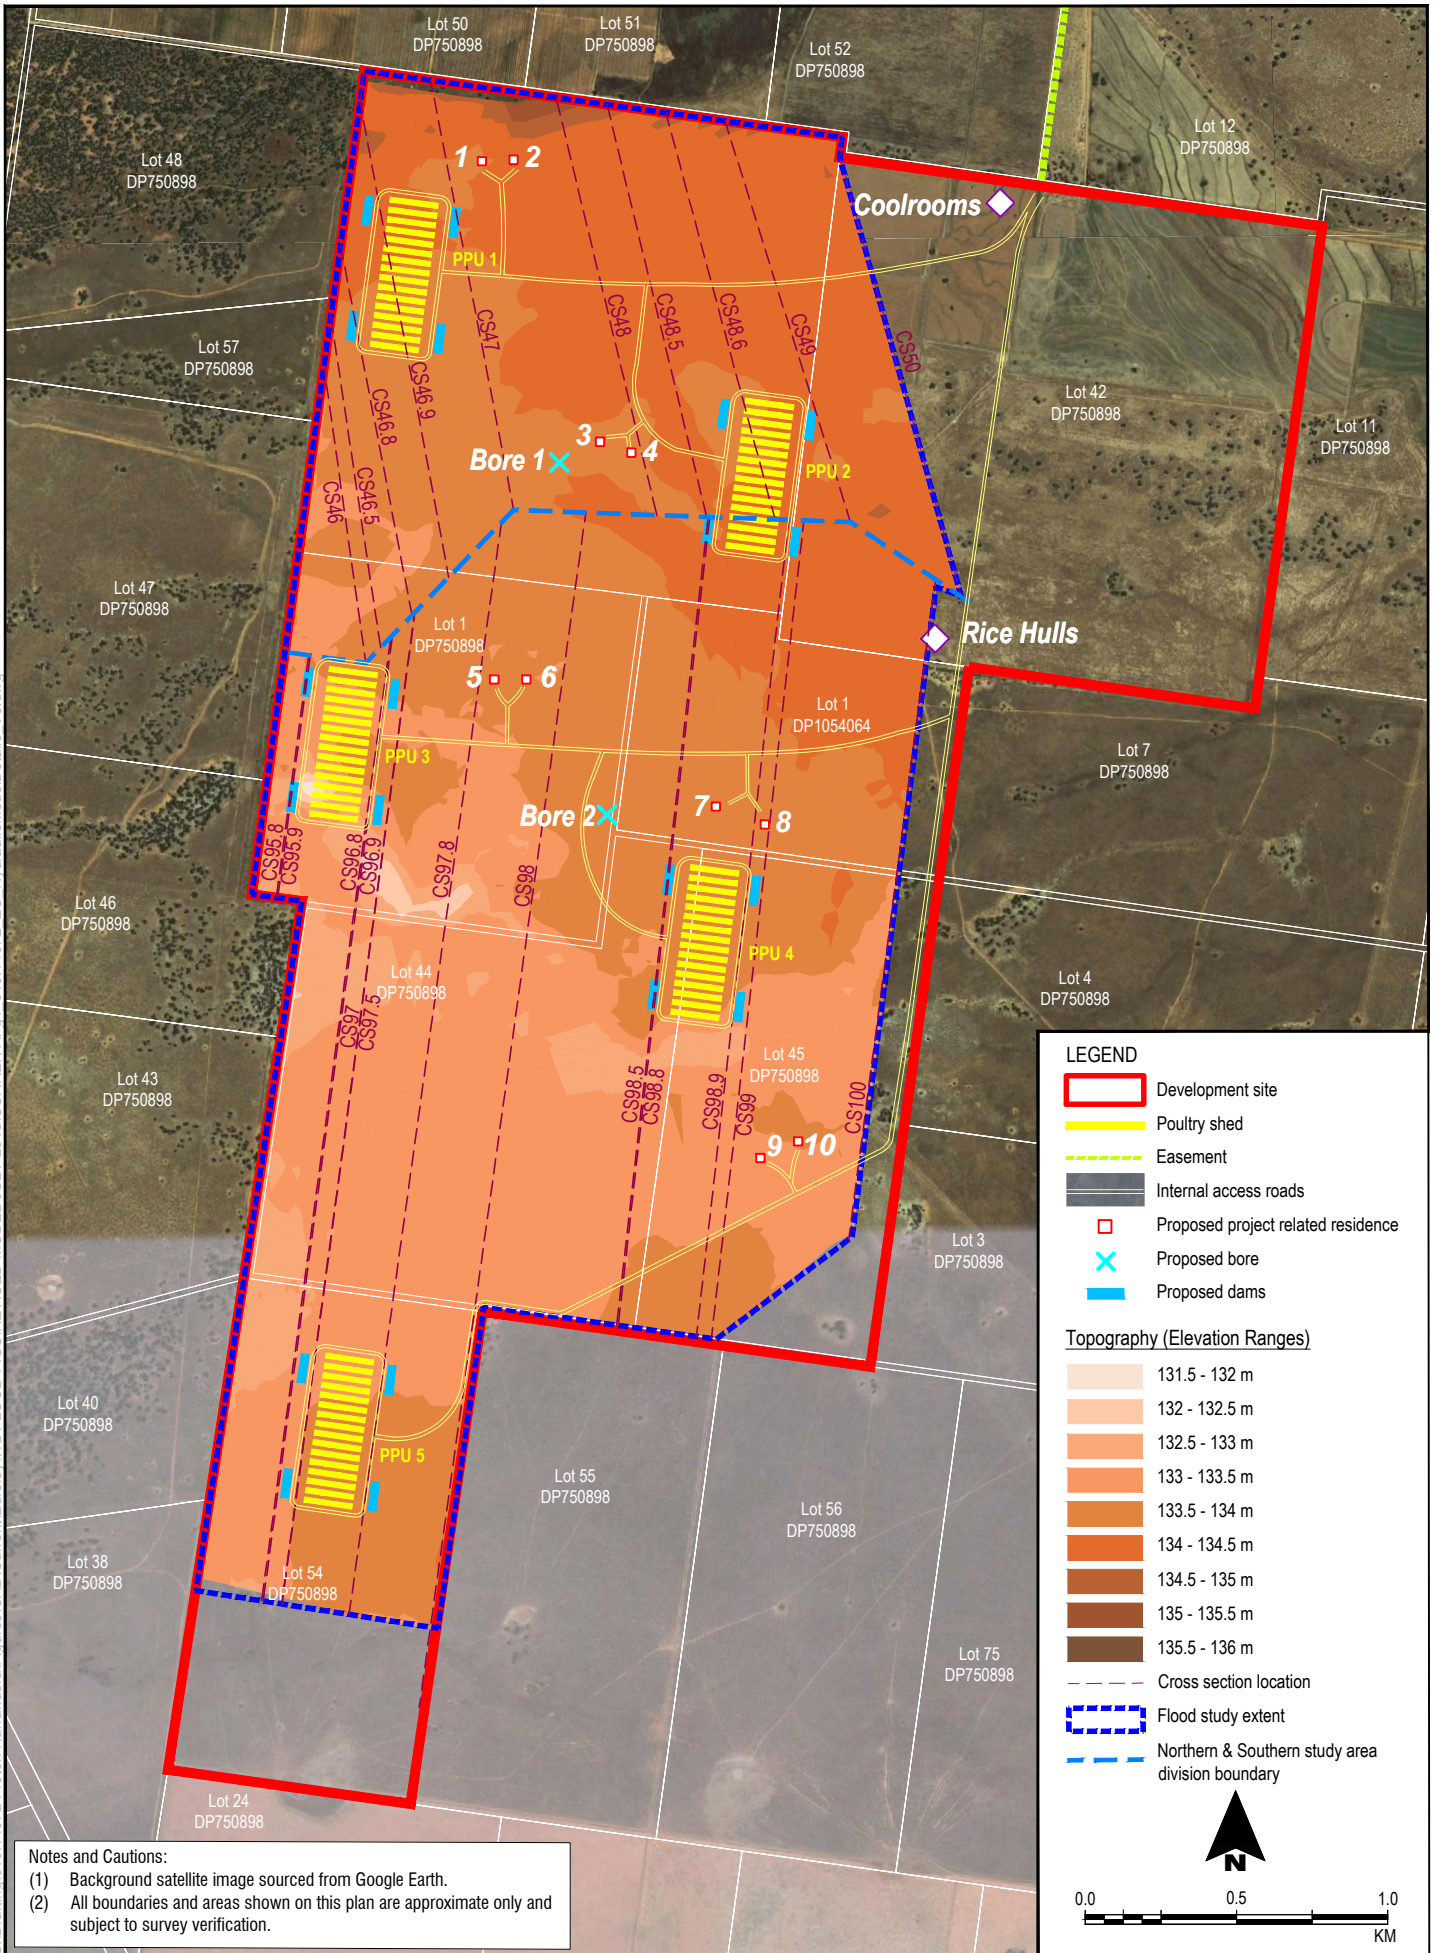 Lot 50
DP750898
Lot 51
DP750898
Lot 52
DP750898
Lot 12
DP750898
Lot 48
DP750898
1
2
Coolrooms
PPU 1
CS47
CS48
CS48.5
CS48.6
CS49
CS50
Lot 57
DP750898
Lot 42
DP750898
Lot 11
DP750898
CS46.9
CS46.8
CS46.5
CS46
3
4
Bore 1
PPU 2
Lot 47
DP750898
Lot 1
DP750898
Rice Hulls
5
6
Lot 1
DP1054064
Lot 7
DP750898
PPU 3
Bore 2
7
8
CS95.8
CS95.9
CS96.8
CS96.9
CS97.8
CS98
Lot 46
DP750898
PPU 4
Lot 44
DP750898
Lot 4
DP750898
CS97
CS97.5
Lot 43
DP750898
Lot 45
DP750898
CS98.5
CS98.8
CS98.9
CS99
CS100
9
10
Lot 3
DP750898
Lot 40
DP750898
PPU 5
Lot 55
DP750898
Lot 56
DP750898
Lot 38
DP750898
Lot 54
DP750898
Lot 75
DP750898
Lot 24
DP750898
LEGEND
Development site
Poultry shed
Easement
Internal access roads
Proposed project related residence
Proposed bore
Proposed dams
Topography (Elevation Ranges)
131.5 - 132 m
132 - 132.5 m
132.5 - 133 m
133 - 133.5 m
133.5 - 134 m
134 - 134.5 m
134.5 - 135 m
135 - 135.5 m
135.5 - 136 m
Cross section location
Flood study extent
Northern & Southern study area
division boundary
N
0.0 0.5 1.0
KM
Notes and Cautions:
(1) Background satellite image sourced from Google Earth.
(2) All boundaries and areas shown on this plan are approximate only and
subject to survey verification.